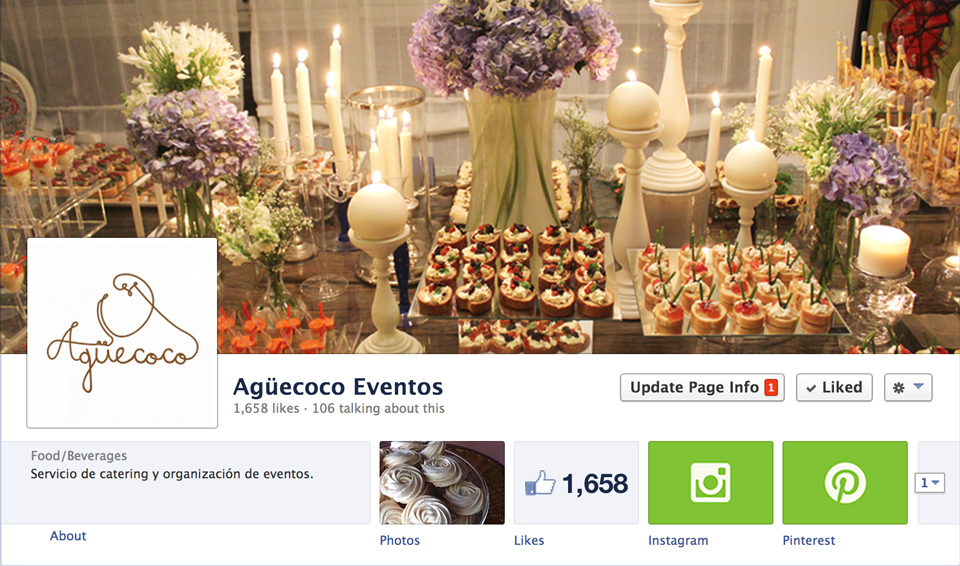 Agüecoco
Agüecoco Eventos
1,658 likes · 106 talking about this
Update Page Info 1
Liked
Food/Beverages
Servicio de catering y organización de eventos.
1,658
1
About
Photos
Likes
Instagram
Pinterest